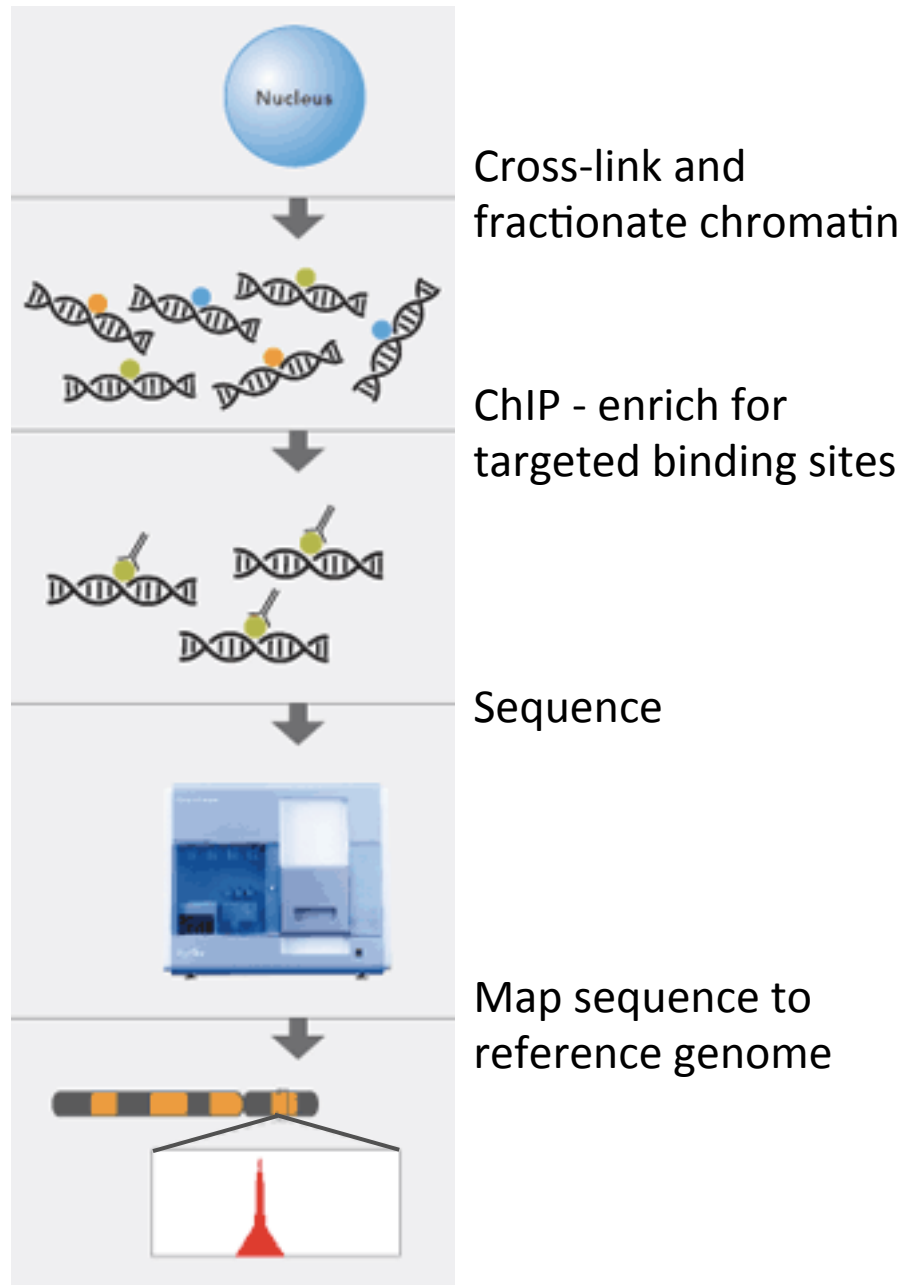 Nucleus
Cross-link and
fractionate chromatin
ChIP - enrich for
targeted binding sites
Sequence
Map sequence to
reference genome